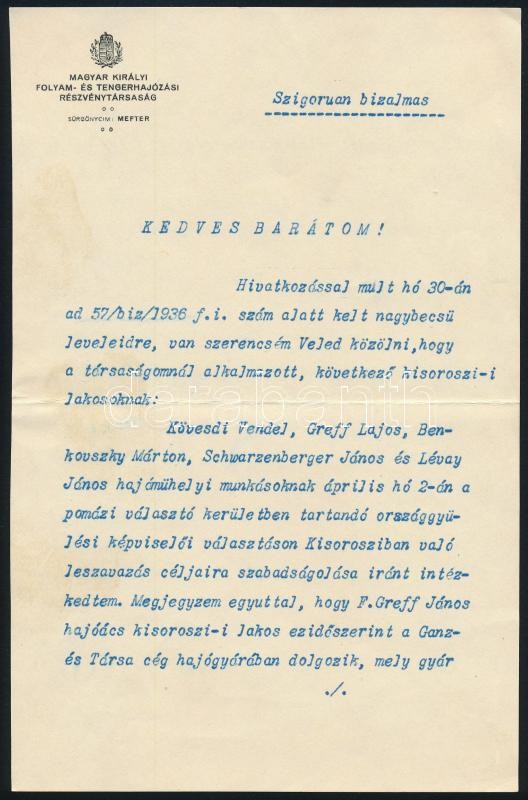 MAGYAR KIRÁLYI
FOLYAM- ÉS TENGERHAJÓZÁSI
RÉSZVÉNYTÁRSASÁG
SÜRGÖNYCIM: MEFTER
Szigoruan bizalmas
KEDVES BARÁTOM!
Hivatkozással mult hó 30-án
ad 57/biz/1936 f.i. szám alatt kelt nagybecsü
leveleidre, van szerencsém Veled közölni,hogy
a társaságomnál alkalmazott, következő kisoroszi-i
lakosoknak:
darabanth
Kövesdi Vendel, Greff Lajos, Ben-
kovszky Márton, Schwarzenberger János és Lévay
János hajómühelyi munkásoknak április hó 2-án a
pomázi választó kerületben tartandó országgyü-
lési képviselői választáson Kisorosziban való
leszavazás céljaira szabadságolása iránt intéz-
kedtem. Megjegyzem egyuttal, hogy F.Greff János
hajóács kisoroszi-i lakos ezidőszerint a Ganz-
és Társa cég hajógyárában dolgozik, mely gyár
./.